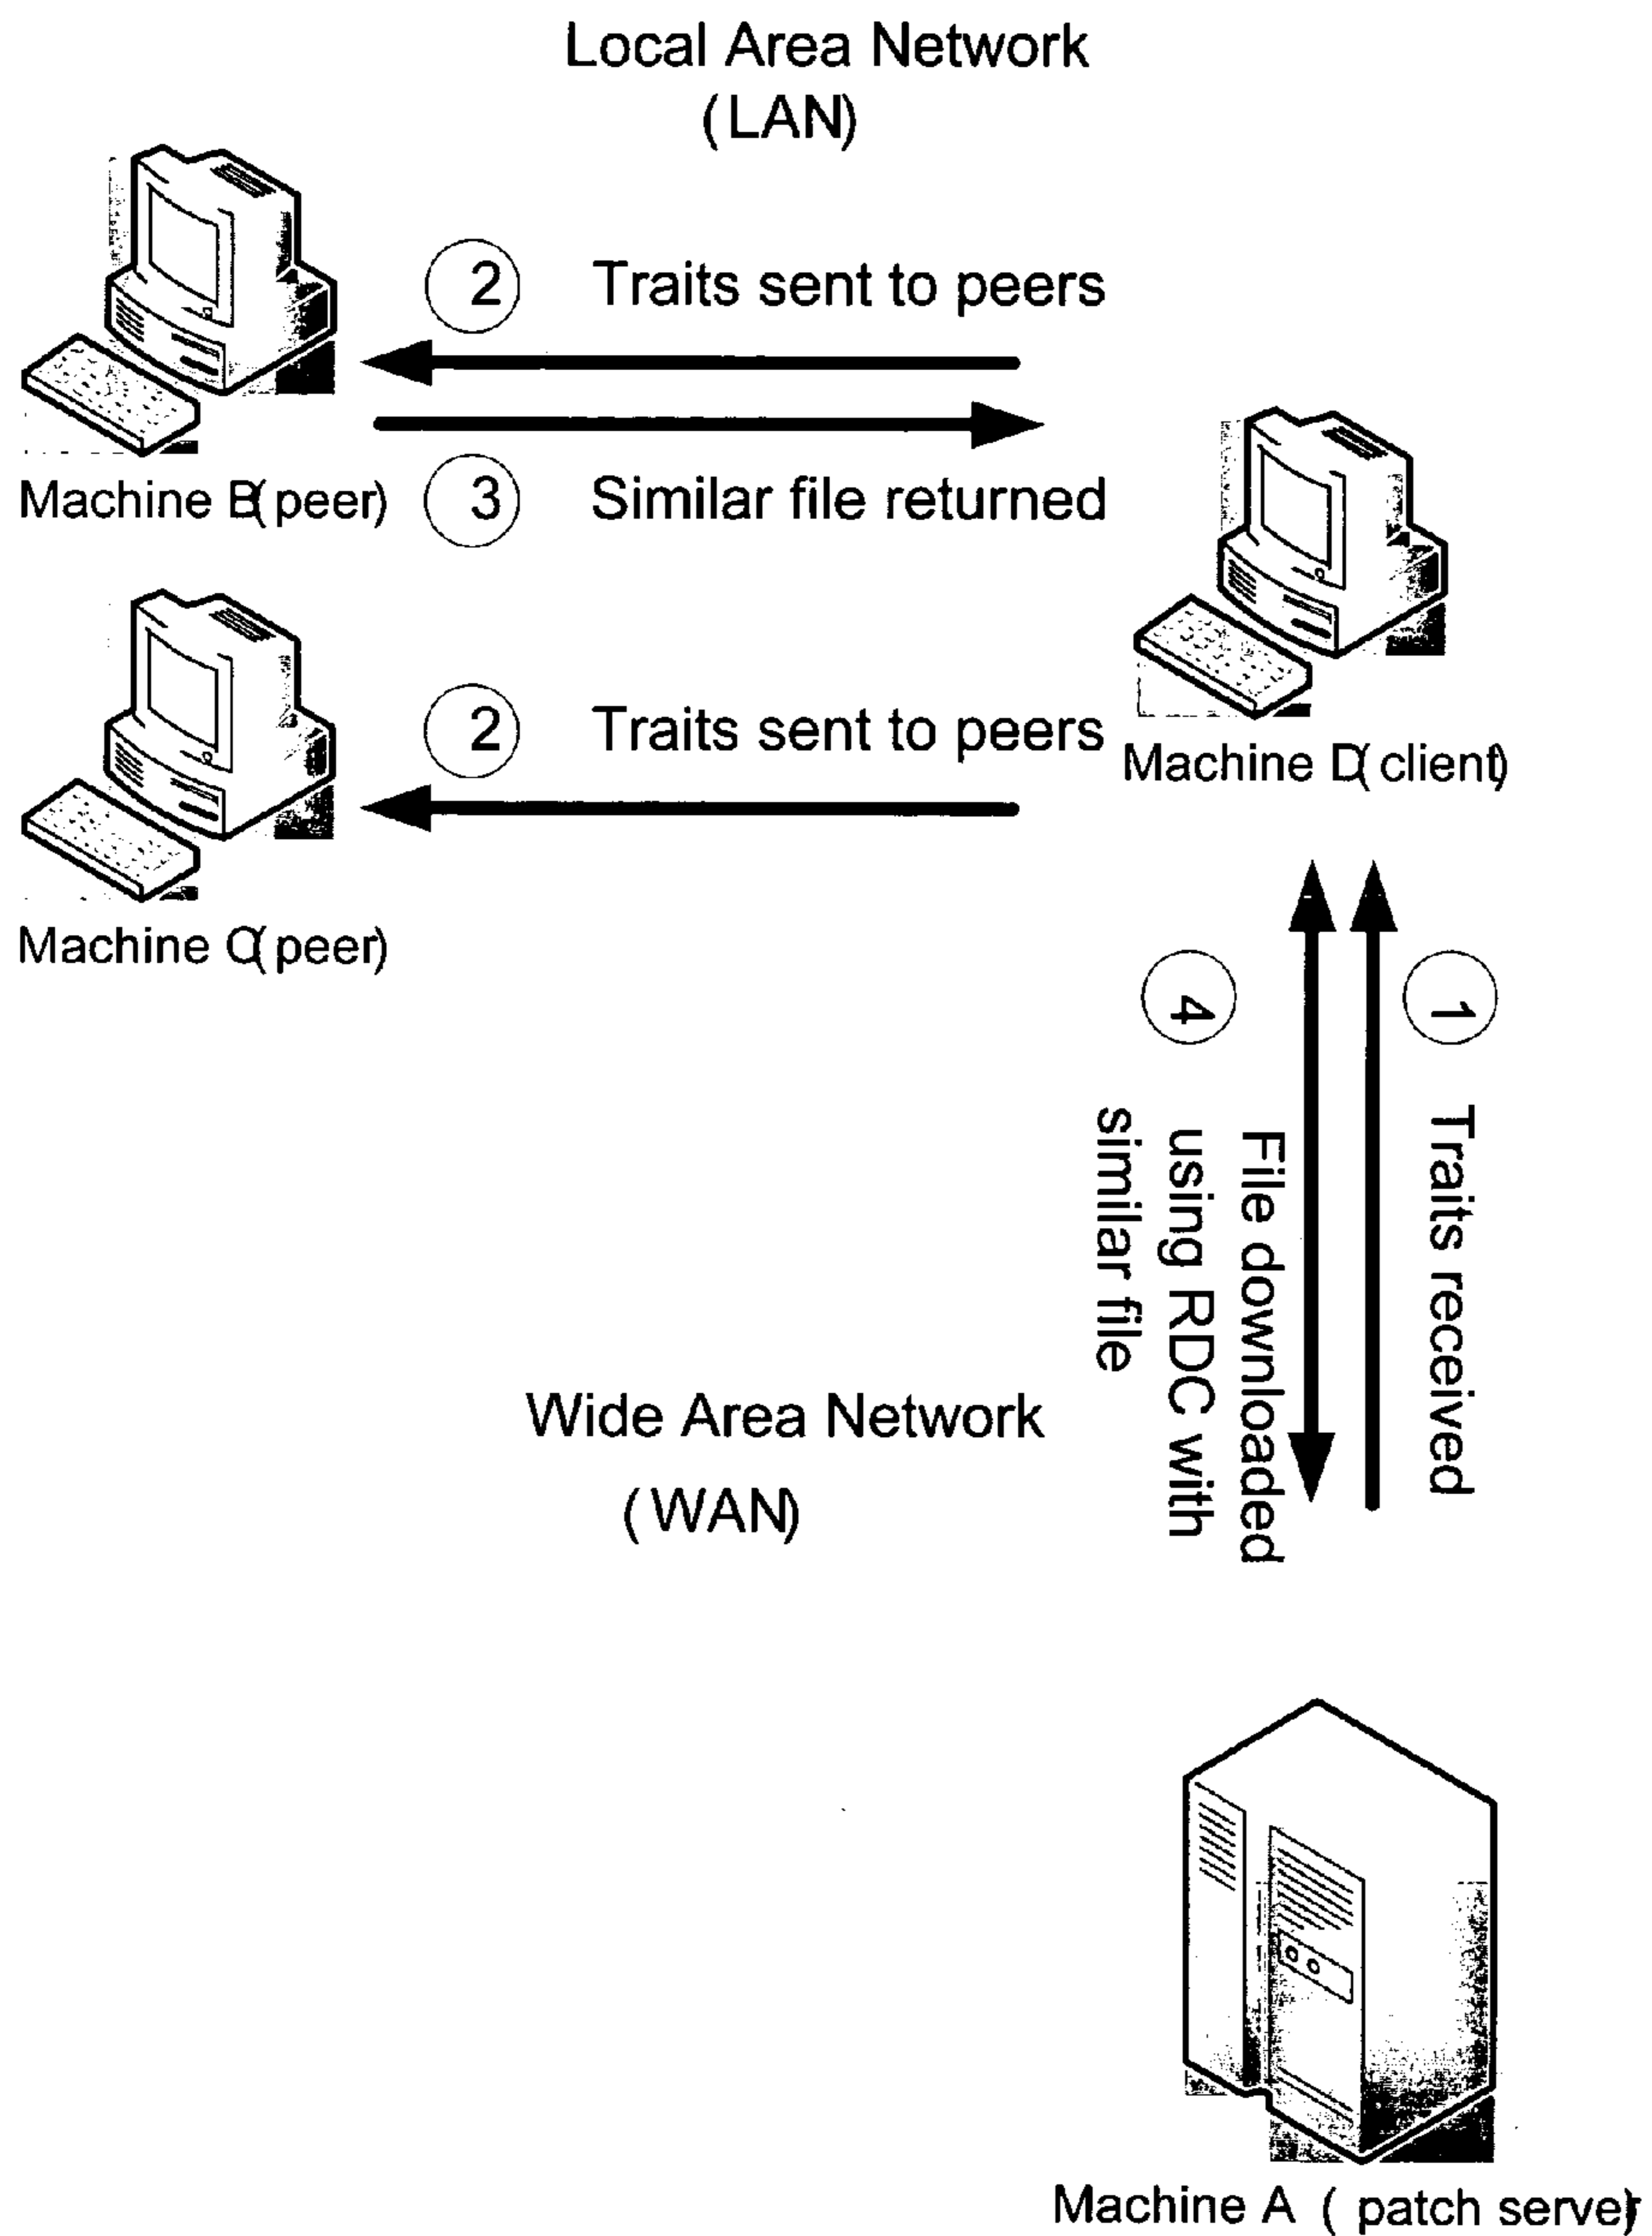 Local Area Network
(LAN)
2 Traits sent to peers
Machine B(peer)
3 Similar file returned
2 Traits sent to peers
Machine D(client)
Machine C(peer)
4
1
File downloaded
using RDC with
similar file
Traits received
Wide Area Network
(WAN)
Machine A ( patch server)